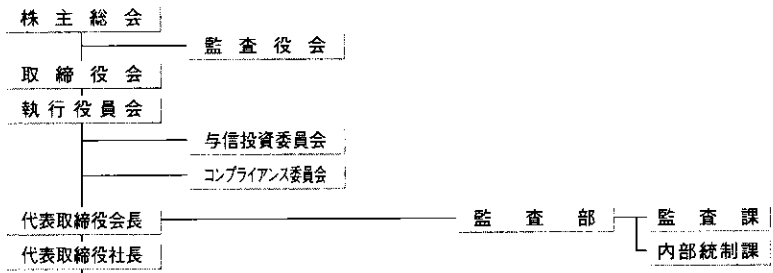 株主総会
監査役会
取締役会
執行役員会
与信投資委員会
コンプライアンス委員会
代表取締役会長
監査部
監査課
代表取締役社長
内部統制課